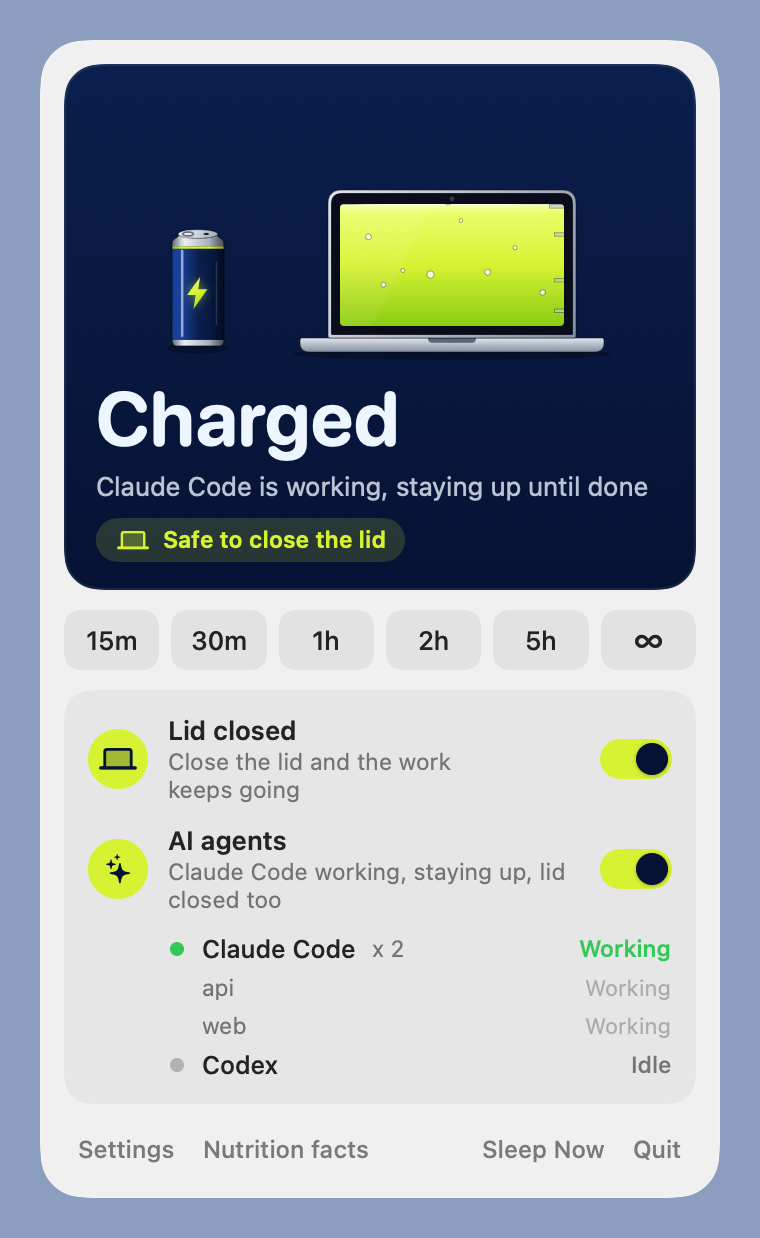 Charged
Claude Code is working, staying up until done
Safe to close the lid
15m 30m 1h 2h 5h ∞
Lid closed
Close the lid and the work
keeps going
AI agents
Claude Code working, staying up, lid
closed too
Claude Code x 2 Working
api Working
web Working
Codex Idle
Settings Nutrition facts Sleep Now Quit